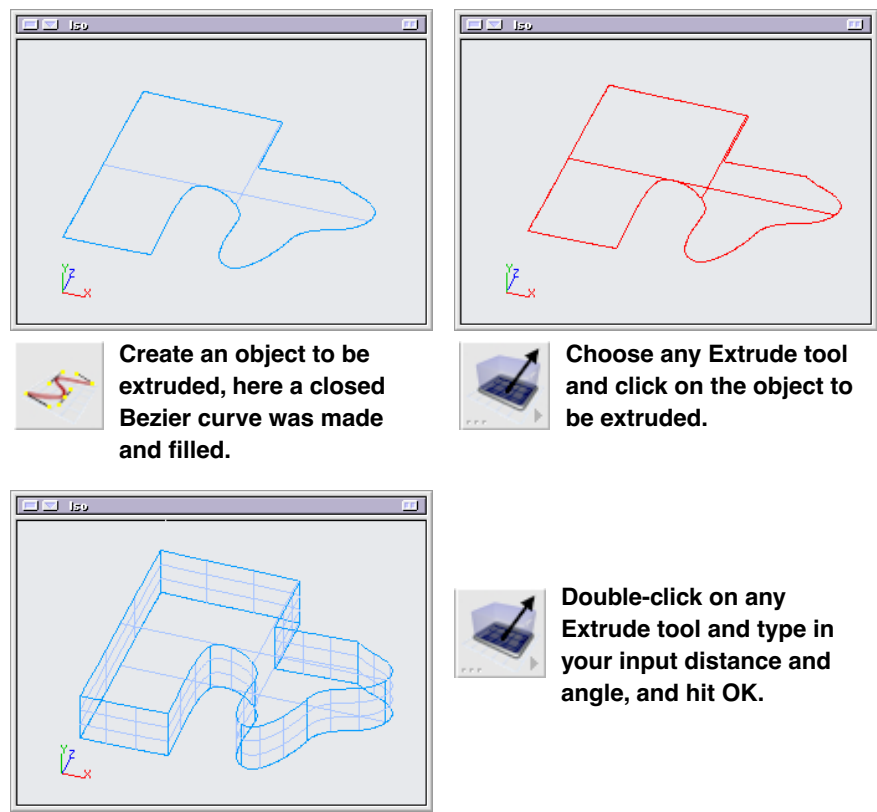 Iso
Iso
Y
Z
X
Y
Z
X
Create an object to be
extruded, here a closed
Bezier curve was made
and filled.
Choose any Extrude tool
and click on the object to
be extruded.
Iso
Y
Z
X
Double-click on any
Extrude tool and type in
your input distance and
angle, and hit OK.